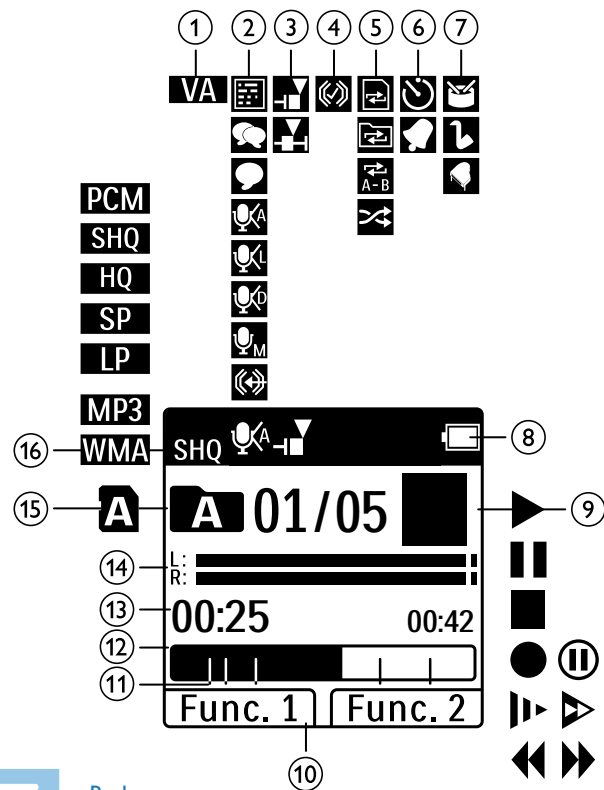 1 2 3 4 5 6 7
VA
A-B
A
L
D
M
PCM
SHQ
HQ
SP
LP
MP3
WMA
16
SHQ
A
8
15
A
A
01/05
9
14
L:
R:
13
00:25
00:42
12
11
Func. 1
Func. 2
10